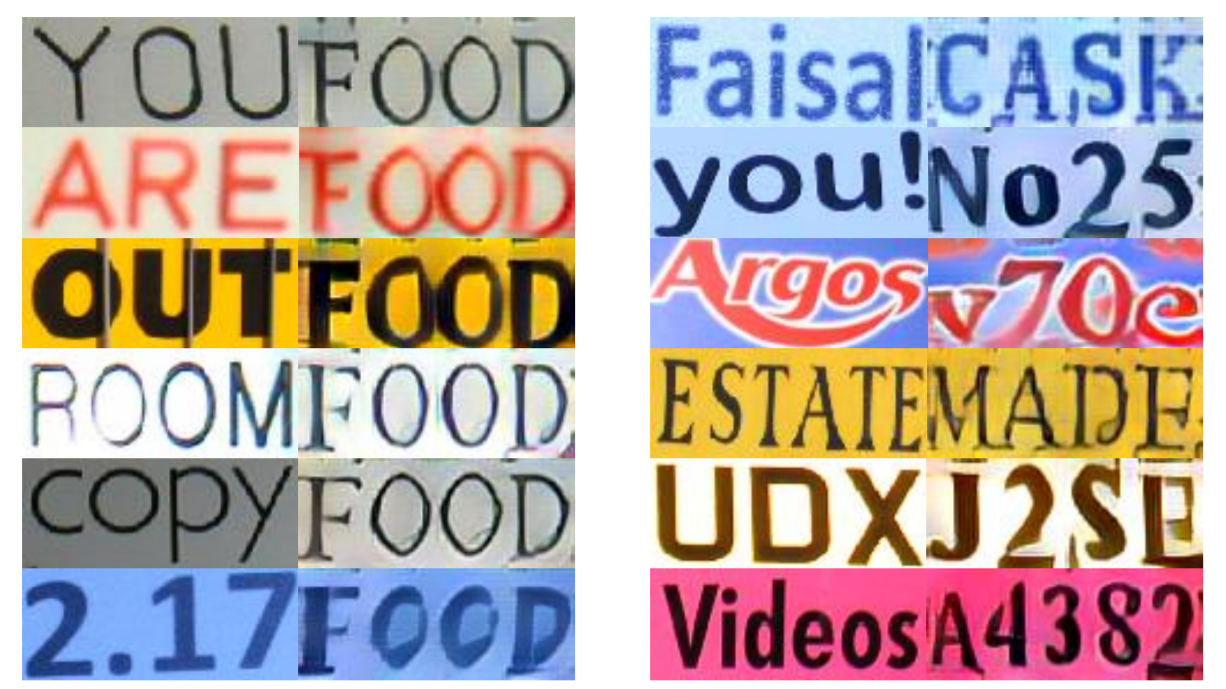 YOU FOOD
ARE FOOD
OUT FOOD
ROOM FOOD
copy FOOD
2.17 FOOD
Faisal CASK
you! No25
Argos v70e
ESTATE MADE
UDX J2SE
Videos A4382